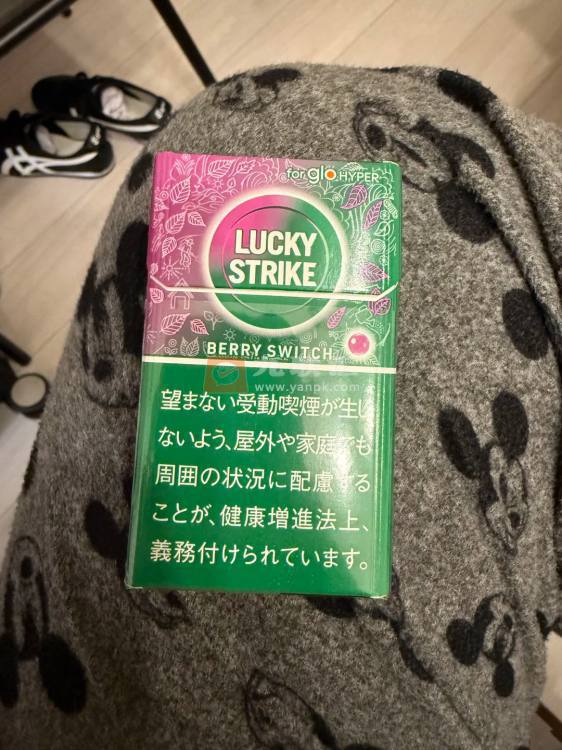 for glo HYPER
LUCKY
STRIKE
BERRY SWITCH
www.yanpk.com
望まない受動喫煙が生じ
ないよう、屋外や家庭でも
周囲の状況に配慮する
ことが、健康増進法上、
義務付けられています。